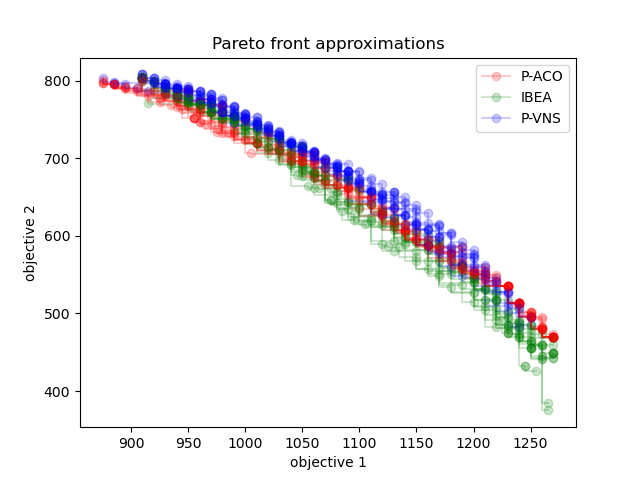 Pareto front approximations
P-ACO
IBEA
P-VNS
800
700
600
500
400
objective 2
900
950
1000
1050
1100
1150
1200
1250
objective 1